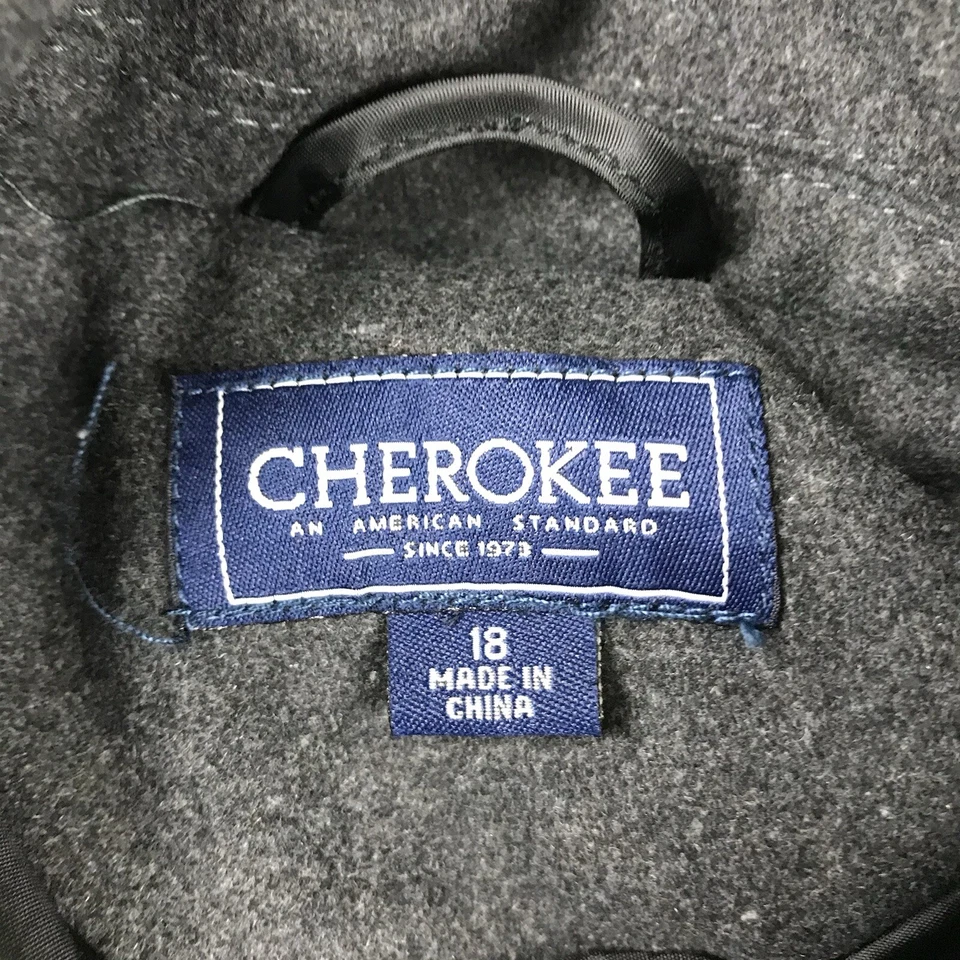 CHEROKEE
AN AMERICAN STANDARD
SINCE 1973
18
MADE IN
CHINA